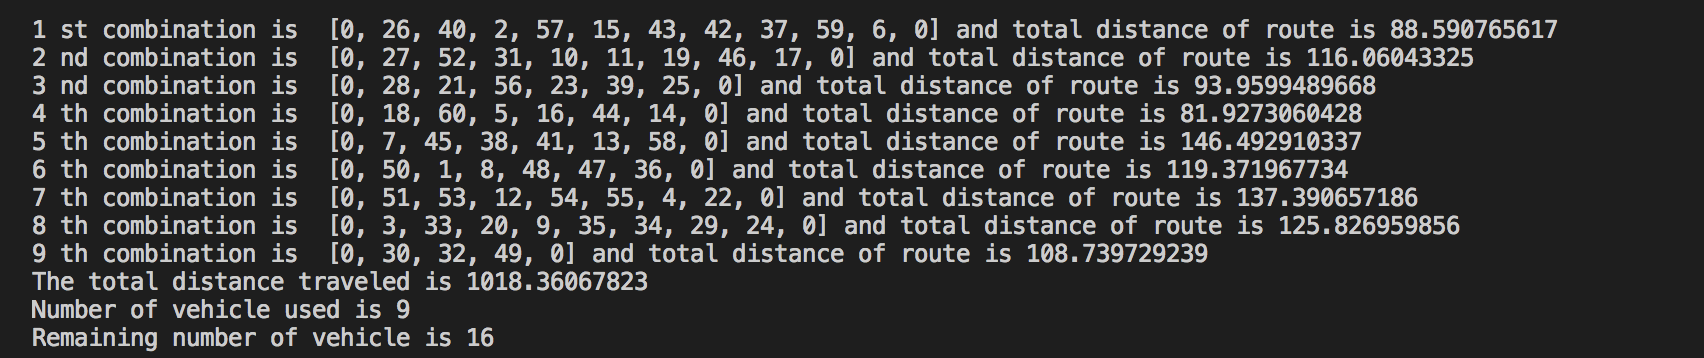 1 st combination is  [0, 26, 40, 2, 57, 15, 43, 42, 37, 59, 6, 0] and total distance of route is 88.590765617
2 nd combination is  [0, 27, 52, 31, 10, 11, 19, 46, 17, 0] and total distance of route is 116.06043325
3 nd combination is  [0, 28, 21, 56, 23, 39, 25, 0] and total distance of route is 93.9599489668
4 th combination is  [0, 18, 60, 5, 16, 44, 14, 0] and total distance of route is 81.9273060428
5 th combination is  [0, 7, 45, 38, 41, 13, 58, 0] and total distance of route is 146.492910337
6 th combination is  [0, 50, 1, 8, 48, 47, 36, 0] and total distance of route is 119.371967734
7 th combination is  [0, 51, 53, 12, 54, 55, 4, 22, 0] and total distance of route is 137.390657186
8 th combination is  [0, 3, 33, 20, 9, 35, 34, 29, 24, 0] and total distance of route is 125.826959856
9 th combination is  [0, 30, 32, 49, 0] and total distance of route is 108.739729239
The total distance traveled is 1018.36067823
Number of vehicle used is 9
Remaining number of vehicle is 16